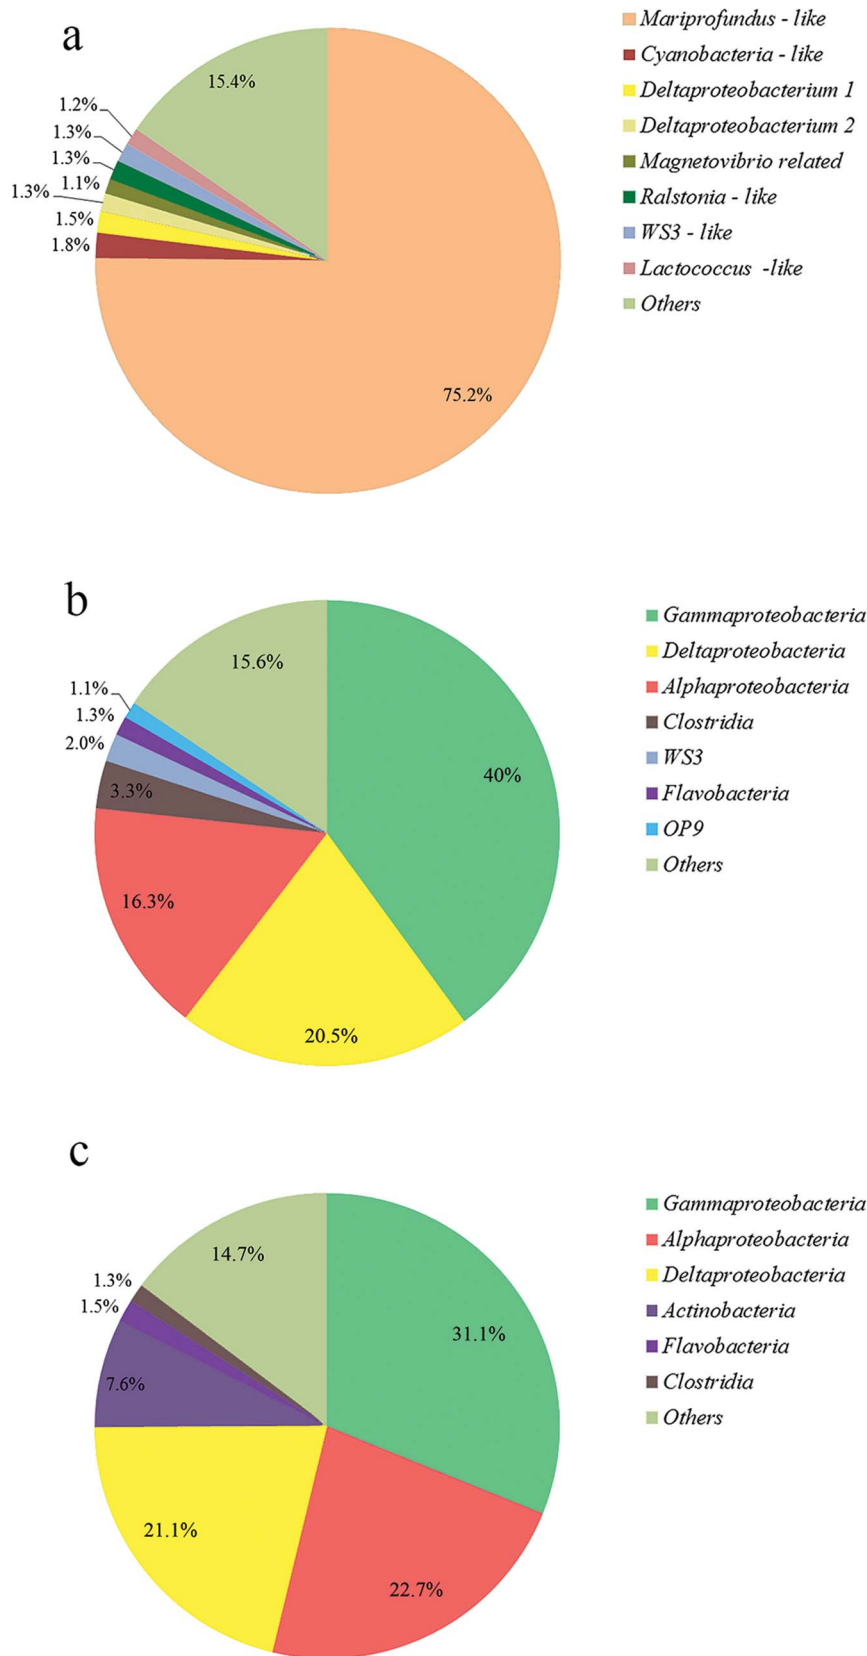 a
15.4%
1.2%
1.3%
1.3%
1.1%
1.3%
1.5%
1.8%
75.2%
Mariprofundus - like
Cyanobacteria - like
Deltaproteobacterium 1
Deltaproteobacterium 2
Magnetovibrio related
Ralstonia - like
WS3 - like
Lactococcus -like
Others
b
15.6%
1.1%
1.3%
2.0%
3.3%
16.3%
20.5%
40%
Gammaproteobacteria
Deltaproteobacteria
Alphaproteobacteria
Clostridia
WS3
Flavobacteria
OP9
Others
c
14.7%
1.3%
1.5%
7.6%
21.1%
22.7%
31.1%
Gammaproteobacteria
Alphaproteobacteria
Deltaproteobacteria
Actinobacteria
Flavobacteria
Clostridia
Others